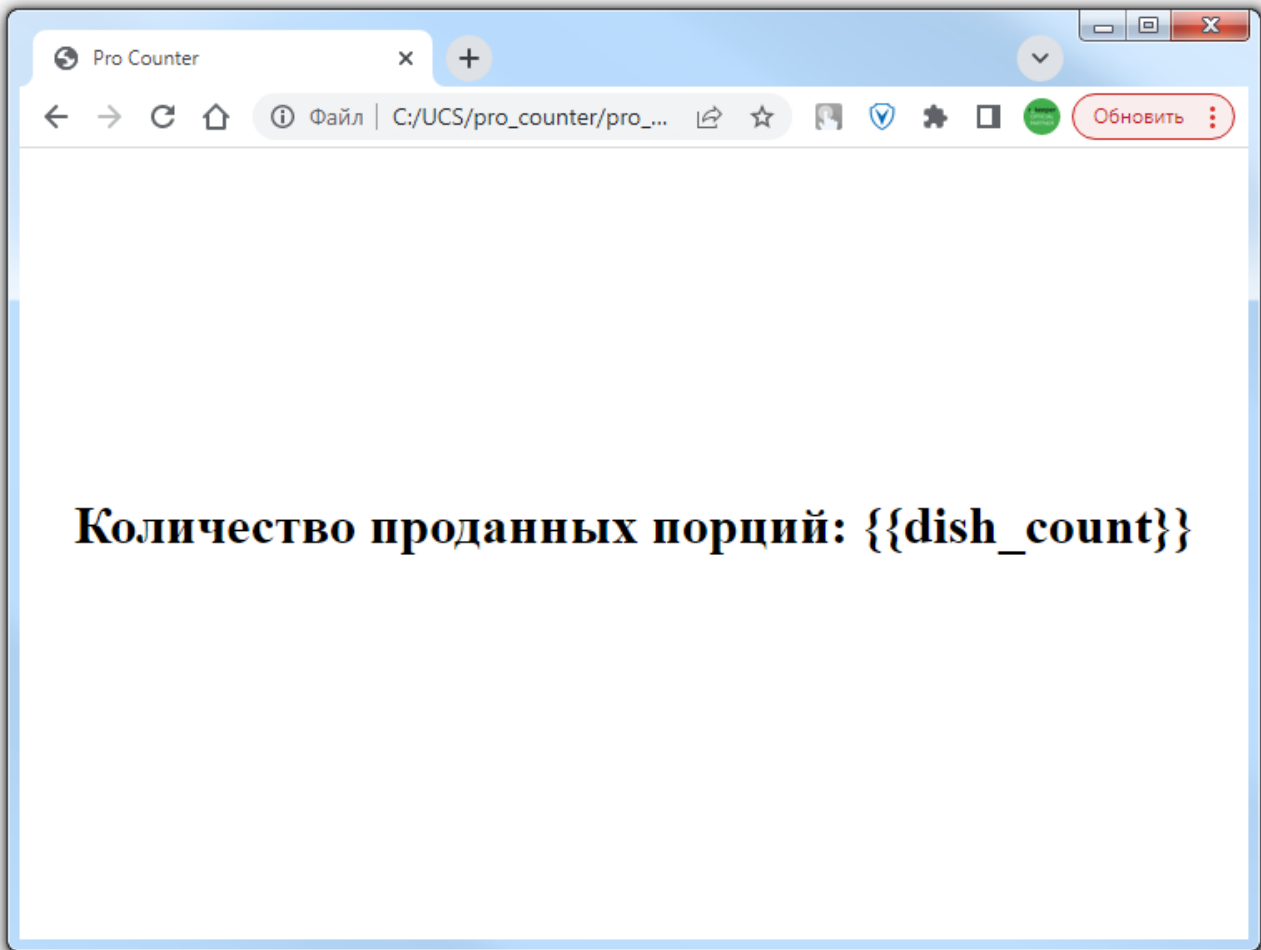 Pro Counter
Файл | C:/UCS/pro_counter/pro_... Обновить
Количество проданных порций: {{dish_count}}